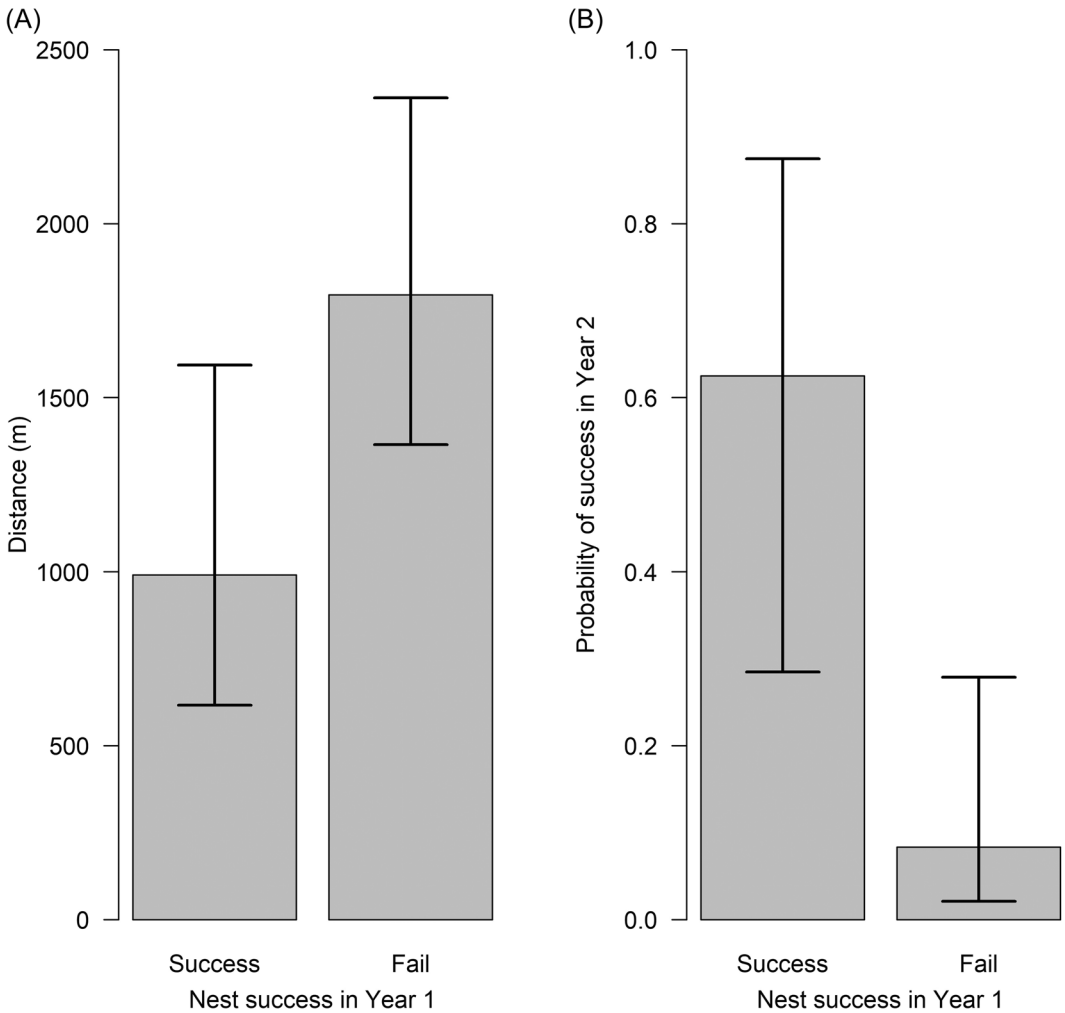 (A)
2500
2000
1500
1000
500
0
Distance (m)
Success Fail
Nest success in Year 1
(B)
1.0
0.8
0.6
0.4
0.2
0.0
Probability of success in Year 2
Success Fail
Nest success in Year 1